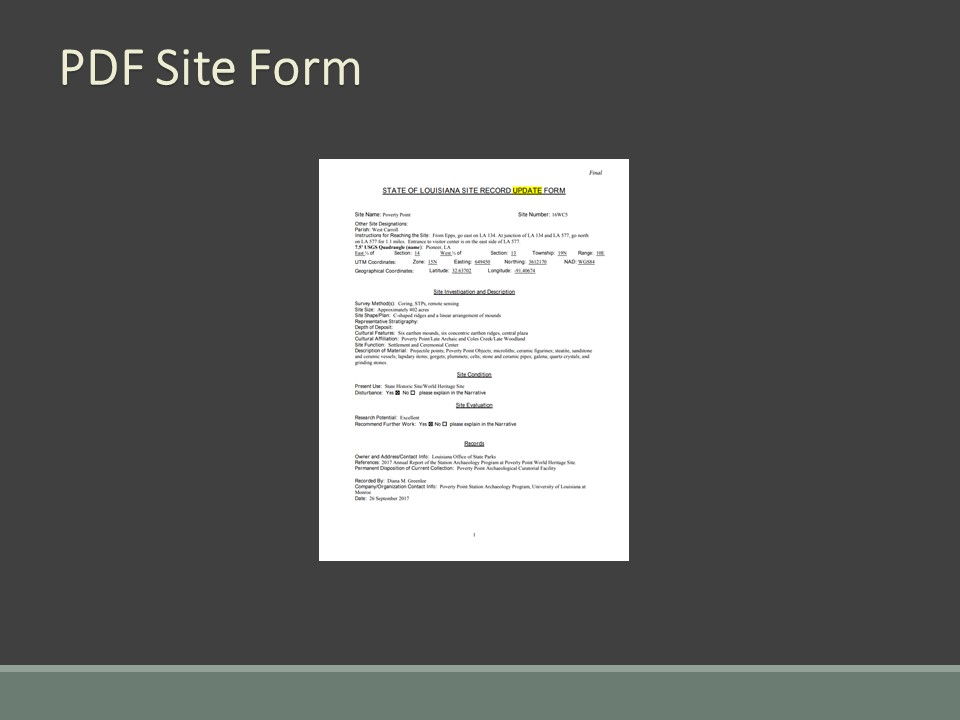 PDF Site Form
Final
STATE OF LOUISIANA SITE RECORD UPDATE FORM
Site Name: Poverty Point Site Number: 16WC5
Other Site Designations:
Parish: West Carroll
Instructions for Reaching the Site: From Epps, go east on LA 134. At junction of LA 134 and LA 577, go north
on LA 577 for 1.1 miles. Entrance to visitor center is on the east side of LA 577.
7.5' USGS Quadrangle (name): Pioneer, LA
East ½ of Section: 14 West ½ of Section: 13 Township: 19N Range: 10E
UTM Coordinates: Zone: 15N Easting: 649450 Northing: 3612170 NAD: WGS84
Geographical Coordinates: Latitude: 32.63702 Longitude: -91.40674
Site Investigation and Description
Survey Method(s): Coring, STPs, remote sensing
Site Size: Approximately 402 acres
Site Shape/Plan: C-shaped ridges and a linear arrangement of mounds
Representative Stratigraphy:
Depth of Deposit:
Cultural Features: Six earthen mounds, six concentric earthen ridges, central plaza
Cultural Affiliation: Poverty Point/Late Archaic and Coles Creek/Late Woodland
Site Function: Settlement and Ceremonial Center
Description of Material: Projectile points; Poverty Point Objects; microliths; ceramic figurines; steatite, sandstone
and ceramic vessels; lapidary items; gorgets; plummets; celts; stone and ceramic pipes; galena; quartz crystals; and
grinding stones.
Site Condition
Present Use: State Historic Site/World Heritage Site
Disturbance: Yes ☒ No ☐ please explain in the Narrative
Site Evaluation
Research Potential: Excellent
Recommend Further Work: Yes ☒ No ☐ please explain in the Narrative
Records
Owner and Address/Contact Info: Louisiana Office of State Parks
References: 2017 Annual Report of the Station Archaeology Program at Poverty Point World Heritage Site.
Permanent Disposition of Current Collection: Poverty Point Archaeological Curatorial Facility
Recorded By: Diana M. Greenlee
Company/Organization Contact Info: Poverty Point Station Archaeology Program, University of Louisiana at
Monroe
Date: 26 September 2017
1